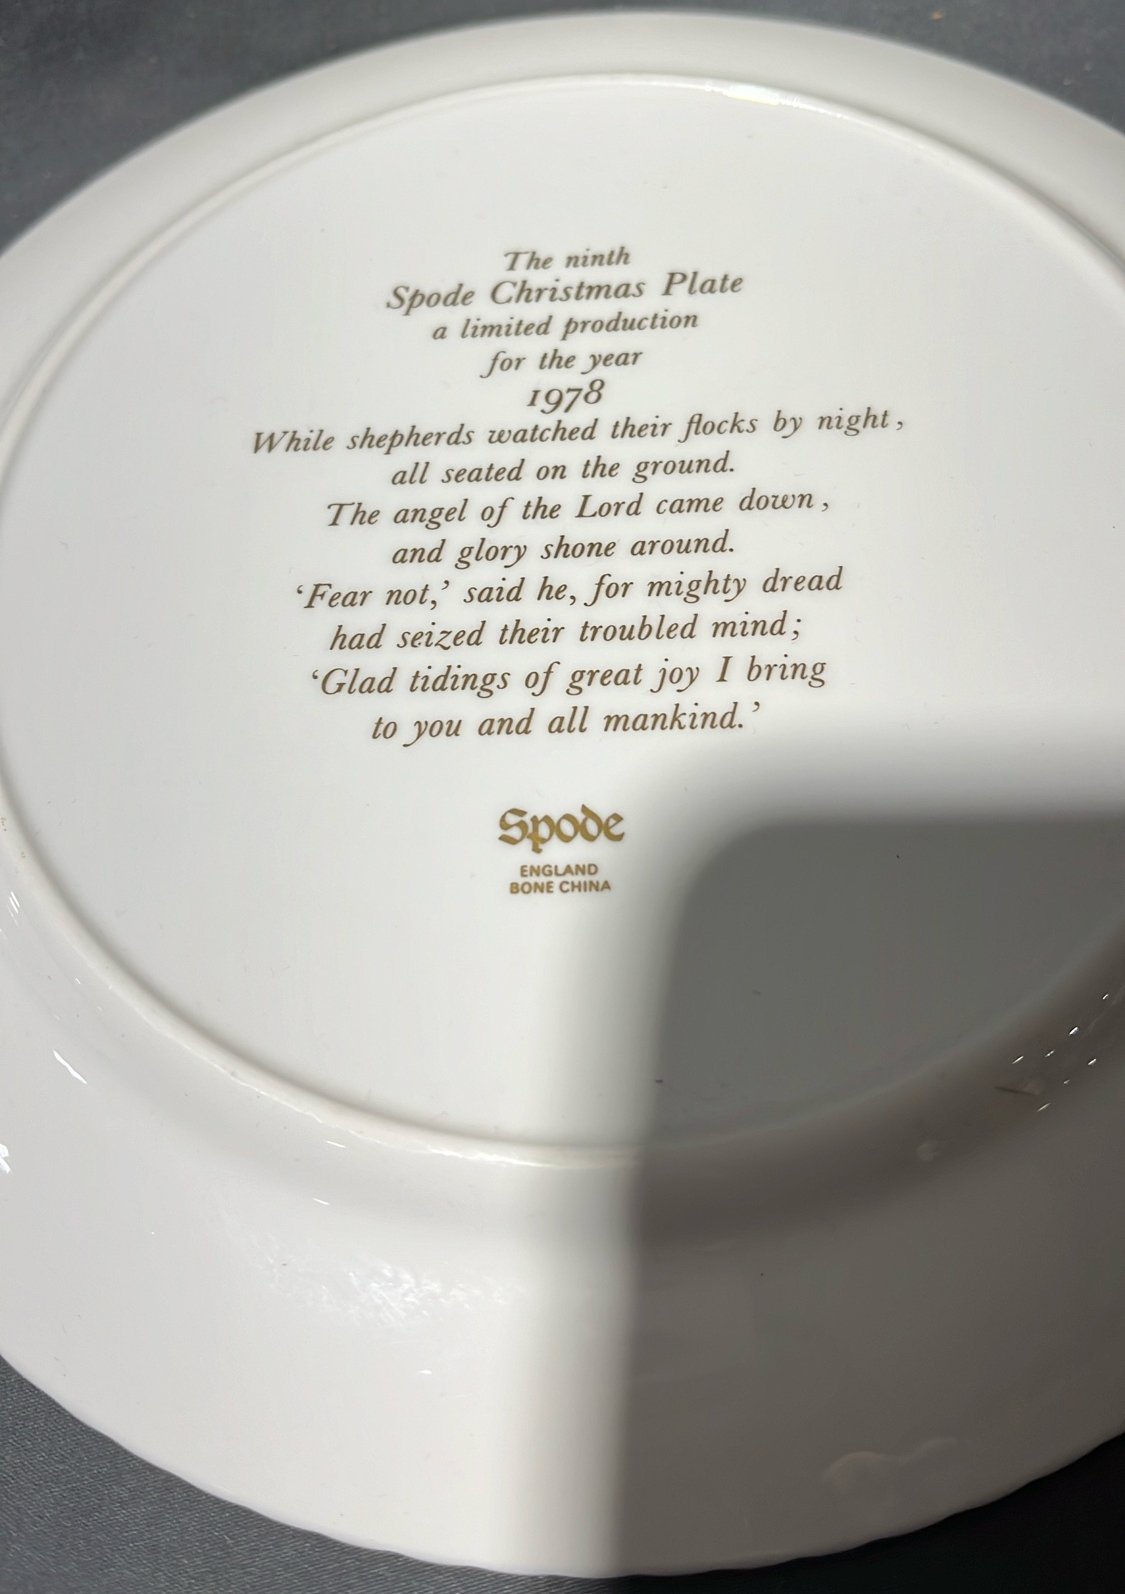 The ninth
Spode Christmas Plate
a limited production
for the year
1978
While shepherds watched their flocks by night,
all seated on the ground.
The angel of the Lord came down,
and glory shone around.
‘Fear not,’ said he, for mighty dread
had seized their troubled mind;
‘Glad tidings of great joy I bring
to you and all mankind.’
Spode
ENGLAND
BONE CHINA